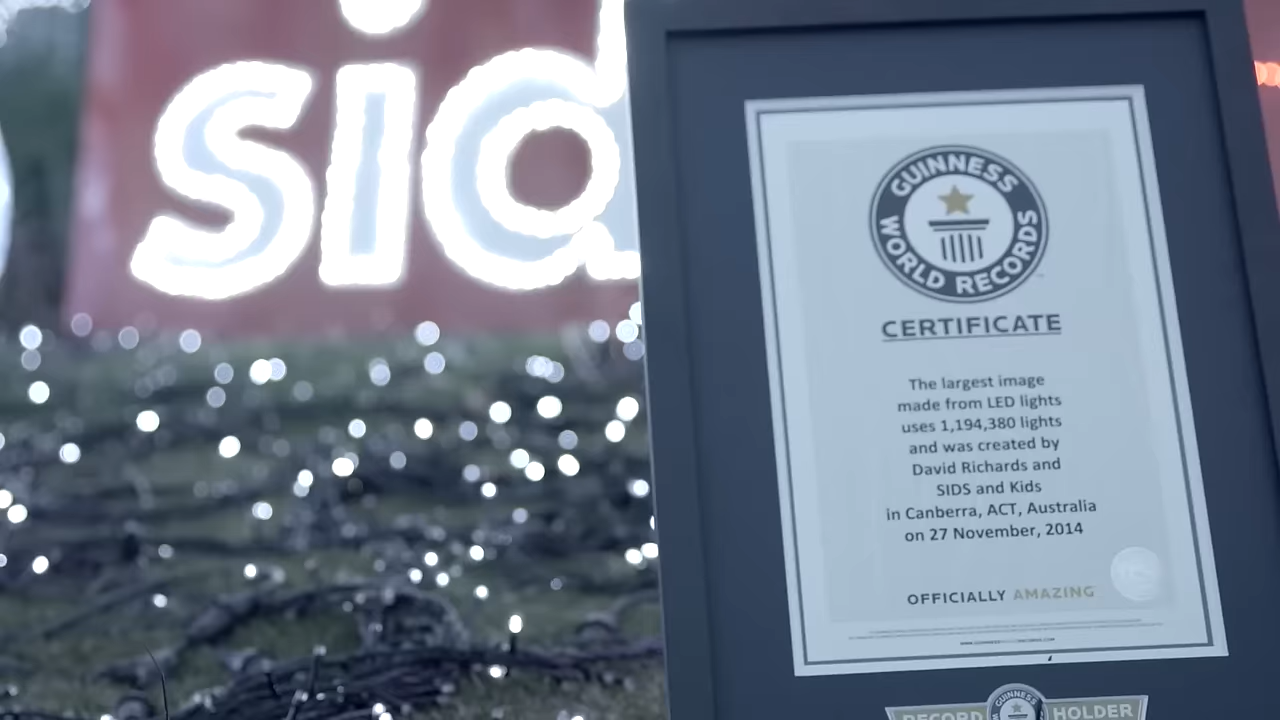 sid
GUINNESS
WORLD RECORDS
CERTIFICATE
The largest image
made from LED lights
uses 1,194,380 lights
and was created by
David Richards and
SIDS and Kids
in Canberra, ACT, Australia
on 27 November, 2014
OFFICIALLY AMAZING
GUINNESS
RECORD HOLDER